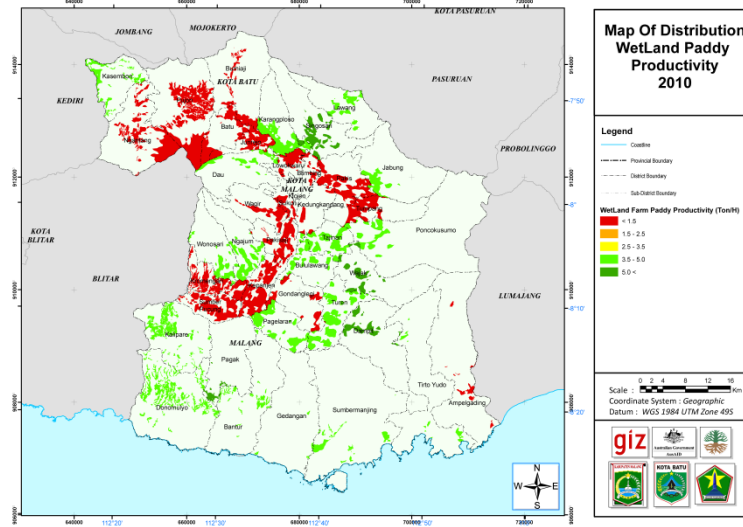 Map Of Distribution
WetLand Paddy
Productivity
2010
Legend
Coastline
Provincial Boundary
District Boundary
Sub-District Boundary
WetLand Farm Paddy Productivity (Ton/H)
< 1.5
1.5 - 2.5
2.5 - 3.5
3.5 - 5.0
5.0 <
Scale :
0 2 4 8 12 16
Km
Coordinate System : Geographic
Datum : WGS 1984 UTM Zone 49S
giz
Australian Government
AusAID
KOTA BATU
640000 660000 680000 700000 720000
KOTA PASURUAN
JOMBANG
MOJOKERTO
PASURUAN
KEDIRI
KOTA BATU
PROBOLINGGO
KOTA
BLITAR
BLITAR
KOTA
MALANG
LUMAJANG
MALANG
Kasembon
Bumiaji
Batu
Karangploso
Lawang
Dau
Jabung
Kedungkandang
Wagir
Poncokusumo
Wonosari
Ngajum
Tajinan
Bululawang
Wajak
Gondanglegi
Turen
Pagelaran
Kalipare
Pagak
Donomulyo
Bantur
Gedangan
Sumbermanjing
Tirto Yudo
Ampelgading
7°50'
8°
8°10'
8°20'
112°20 112°30' 112°40' 112°50'
N
W E
S